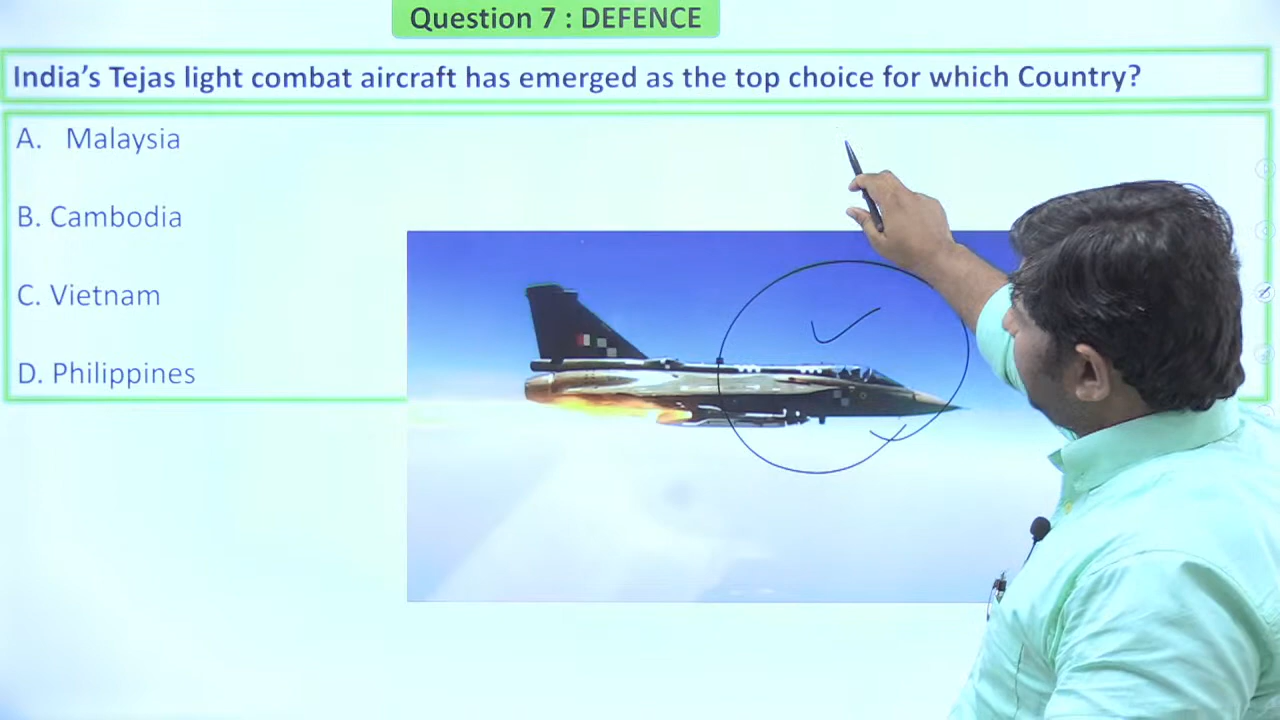 Question 7 : DEFENCE
India's Tejas light combat aircraft has emerged as the top choice for which Country?
A. Malaysia
B. Cambodia
C. Vietnam
D. Philippines